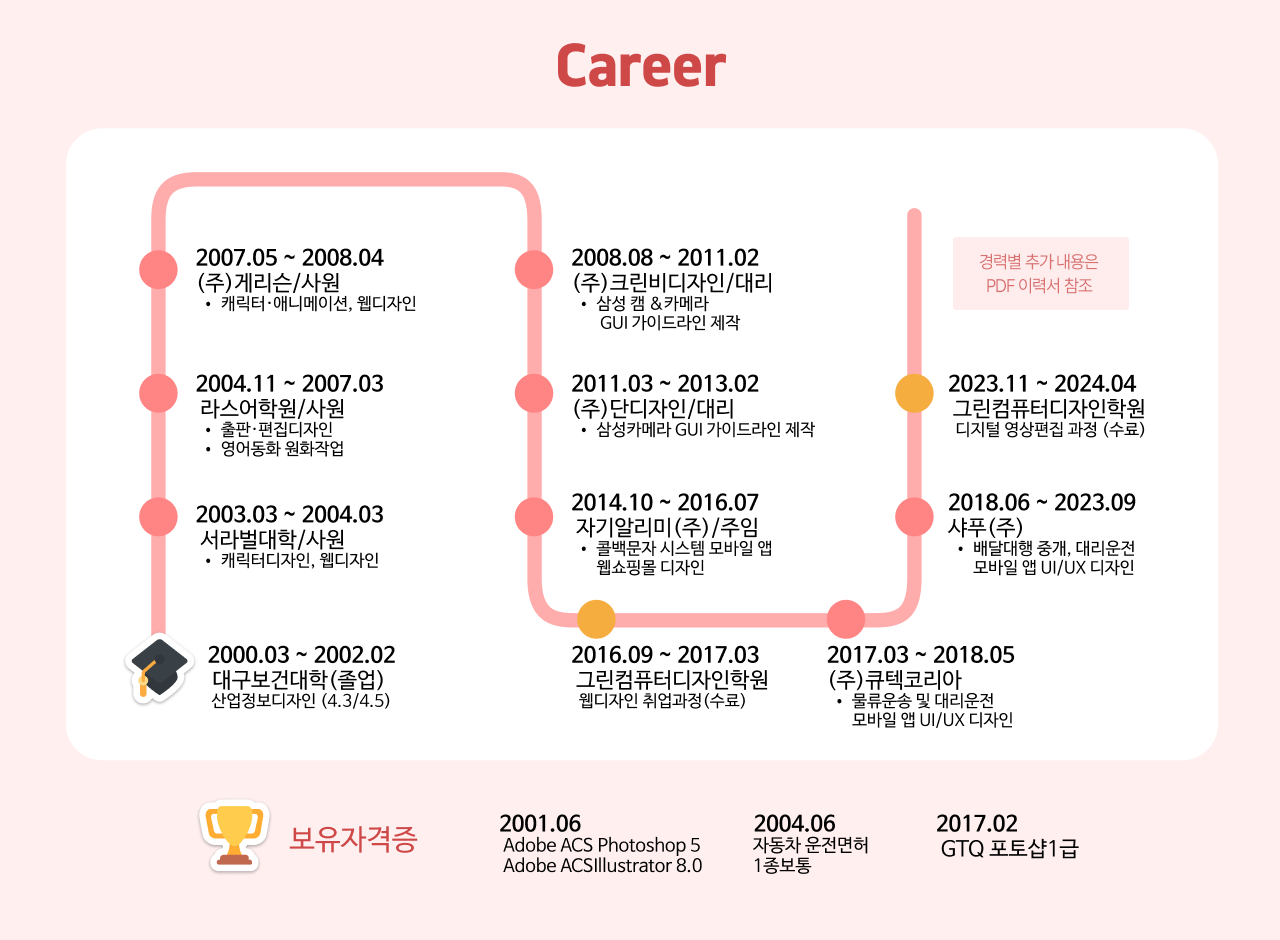 Career
2007.05 ~ 2008.04
(주)게리슨/사원
• 캐릭터·애니메이션, 웹디자인
2004.11 ~ 2007.03
라스어학원/사원
• 출판·편집디자인
• 영어동화 원화작업
2003.03 ~ 2004.03
서라벌대학/사원
• 캐릭터디자인, 웹디자인
2000.03 ~ 2002.02
대구보건대학(졸업)
산업정보디자인 (4.3/4.5)
2008.08 ~ 2011.02
(주)크린비디자인/대리
• 삼성 캠 &카메라
GUI 가이드라인 제작
2011.03 ~ 2013.02
(주)단디자인/대리
• 삼성카메라 GUI 가이드라인 제작
2014.10 ~ 2016.07
자기알리미(주)/주임
• 콜백문자 시스템 모바일 앱
웹쇼핑몰 디자인
2016.09 ~ 2017.03
그린컴퓨터디자인학원
웹디자인 취업과정(수료)
2017.03 ~ 2018.05
(주)큐텍코리아
• 물류운송 및 대리운전
모바일 앱 UI/UX 디자인
2018.06 ~ 2023.09
샤푸(주)
• 배달대행 중개, 대리운전
모바일 앱 UI/UX 디자인
2023.11 ~ 2024.04
그린컴퓨터디자인학원
디지털 영상편집 과정 (수료)
경력별 추가 내용은
PDF 이력서 참조
보유자격증
2001.06
Adobe ACS Photoshop 5
Adobe ACSIllustrator 8.0
2004.06
자동차 운전면허
1종보통
2017.02
GTQ 포토샵1급